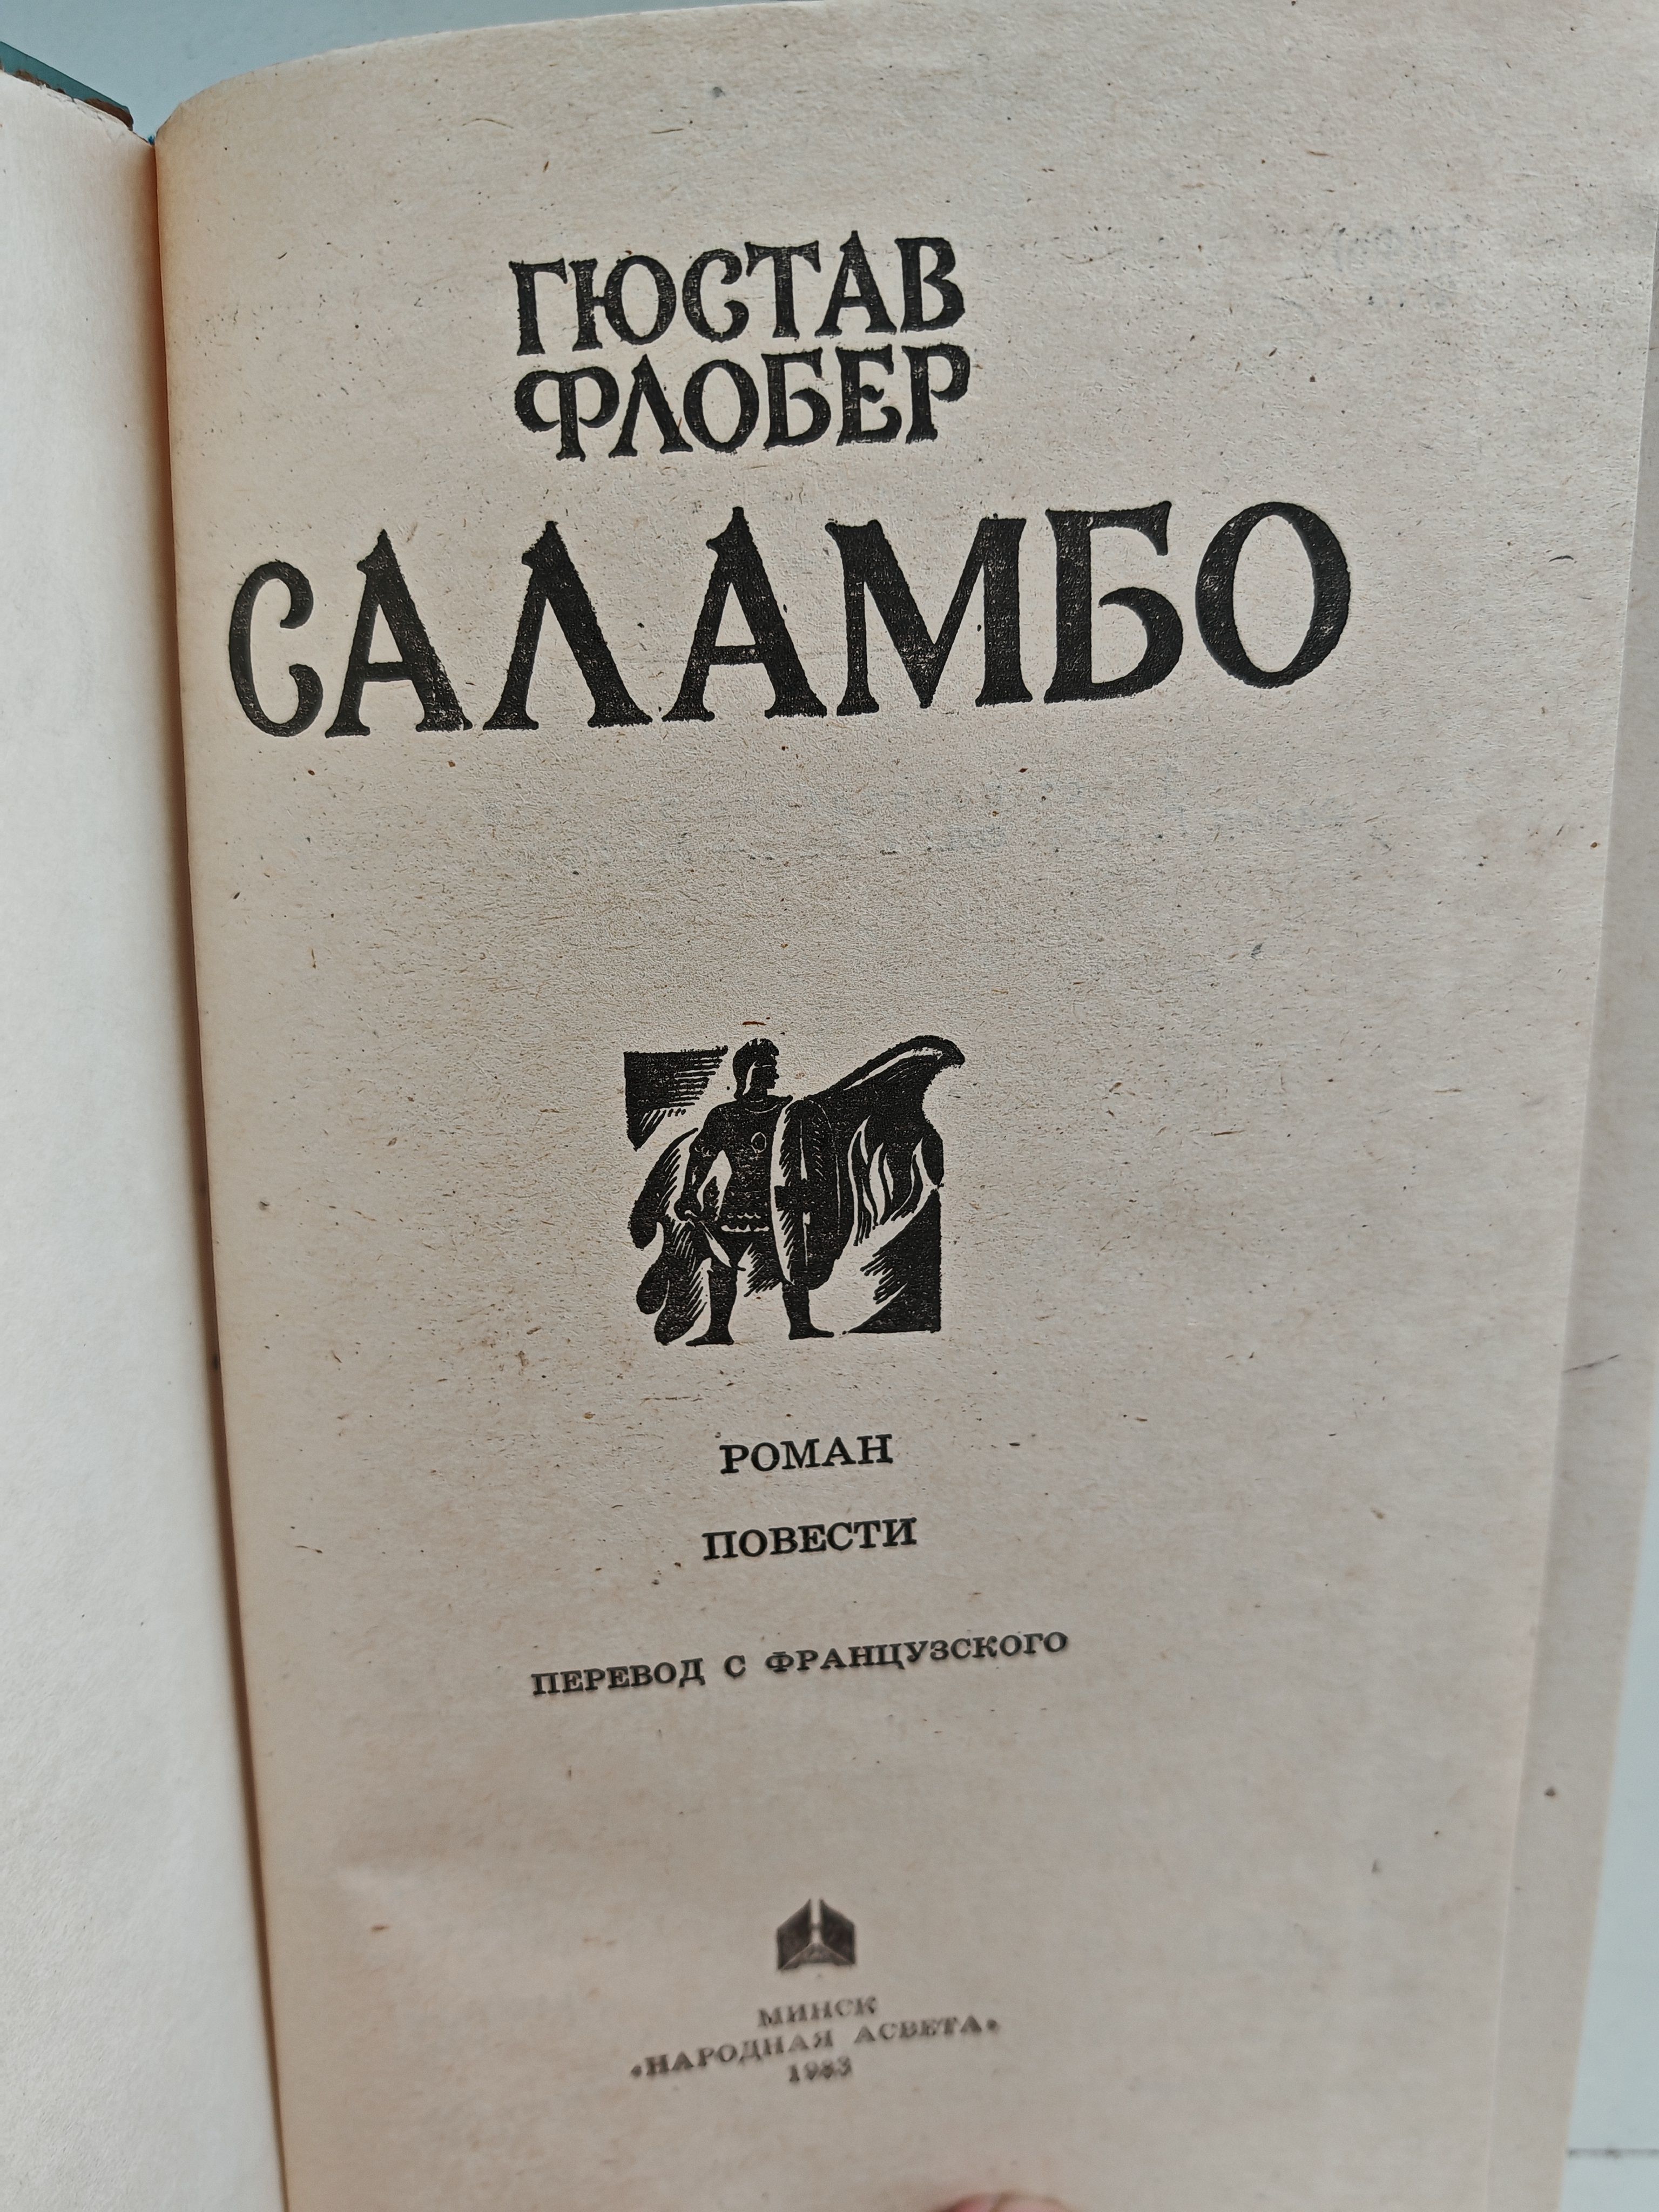 ГЮСТАВ
ФЛОБЕР
САЛАМБО
РОМАН
ПОВЕСТИ
ПЕРЕВОД С ФРАНЦУЗСКОГО
МИНСК
«НАРОДНАЯ АСВЕТА»
1983